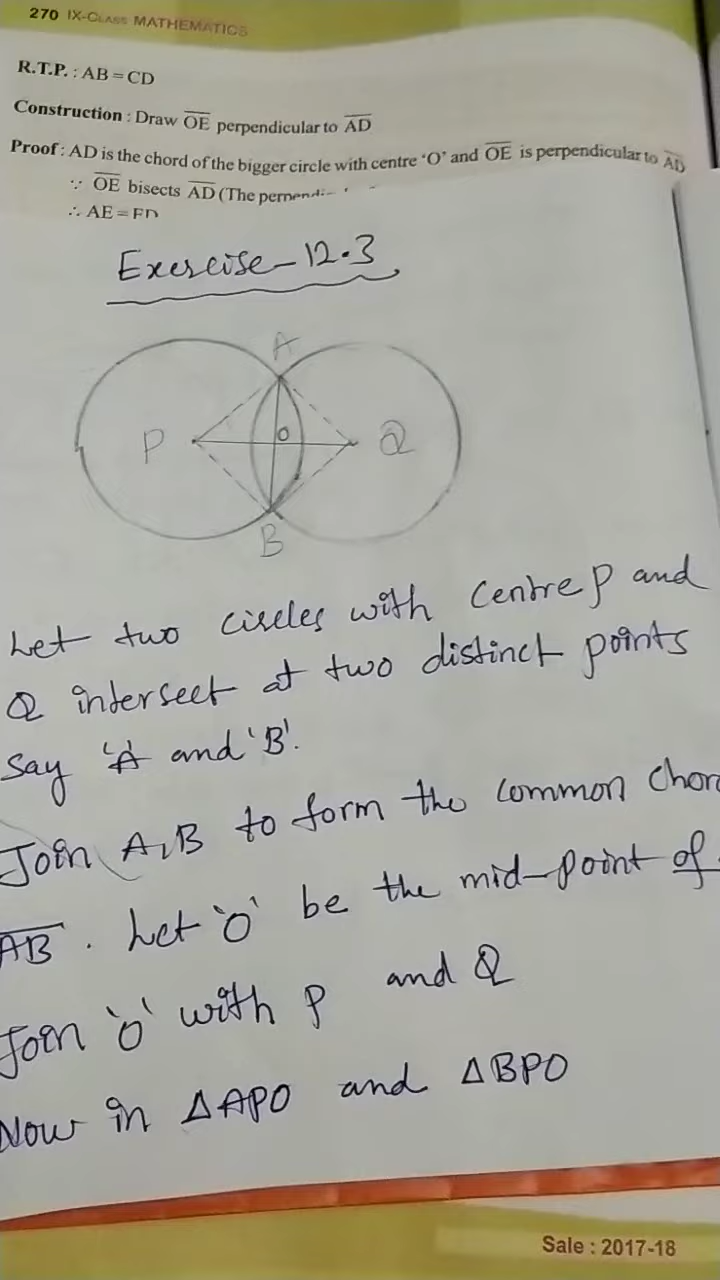 270 IX-CLASS MATHEMATICS
R.T.P. : AB = CD
Construction : Draw OE perpendicular to AD
Proof : AD is the chord of the bigger circle with centre 'O' and OE is perpendicular to AD
∵ OE bisects AD (The
∴ AE = ED
Exercise-12.3
A
P O Q
B
Let two circles with centre P and
Q intersect at two distinct points
say 'A' and 'B'.
Join A,B to form the common
AB. Let 'O' be the mid-point of
Join 'O' with P and Q
Now in ΔAPO and ΔBPO
Sale : 2017-18